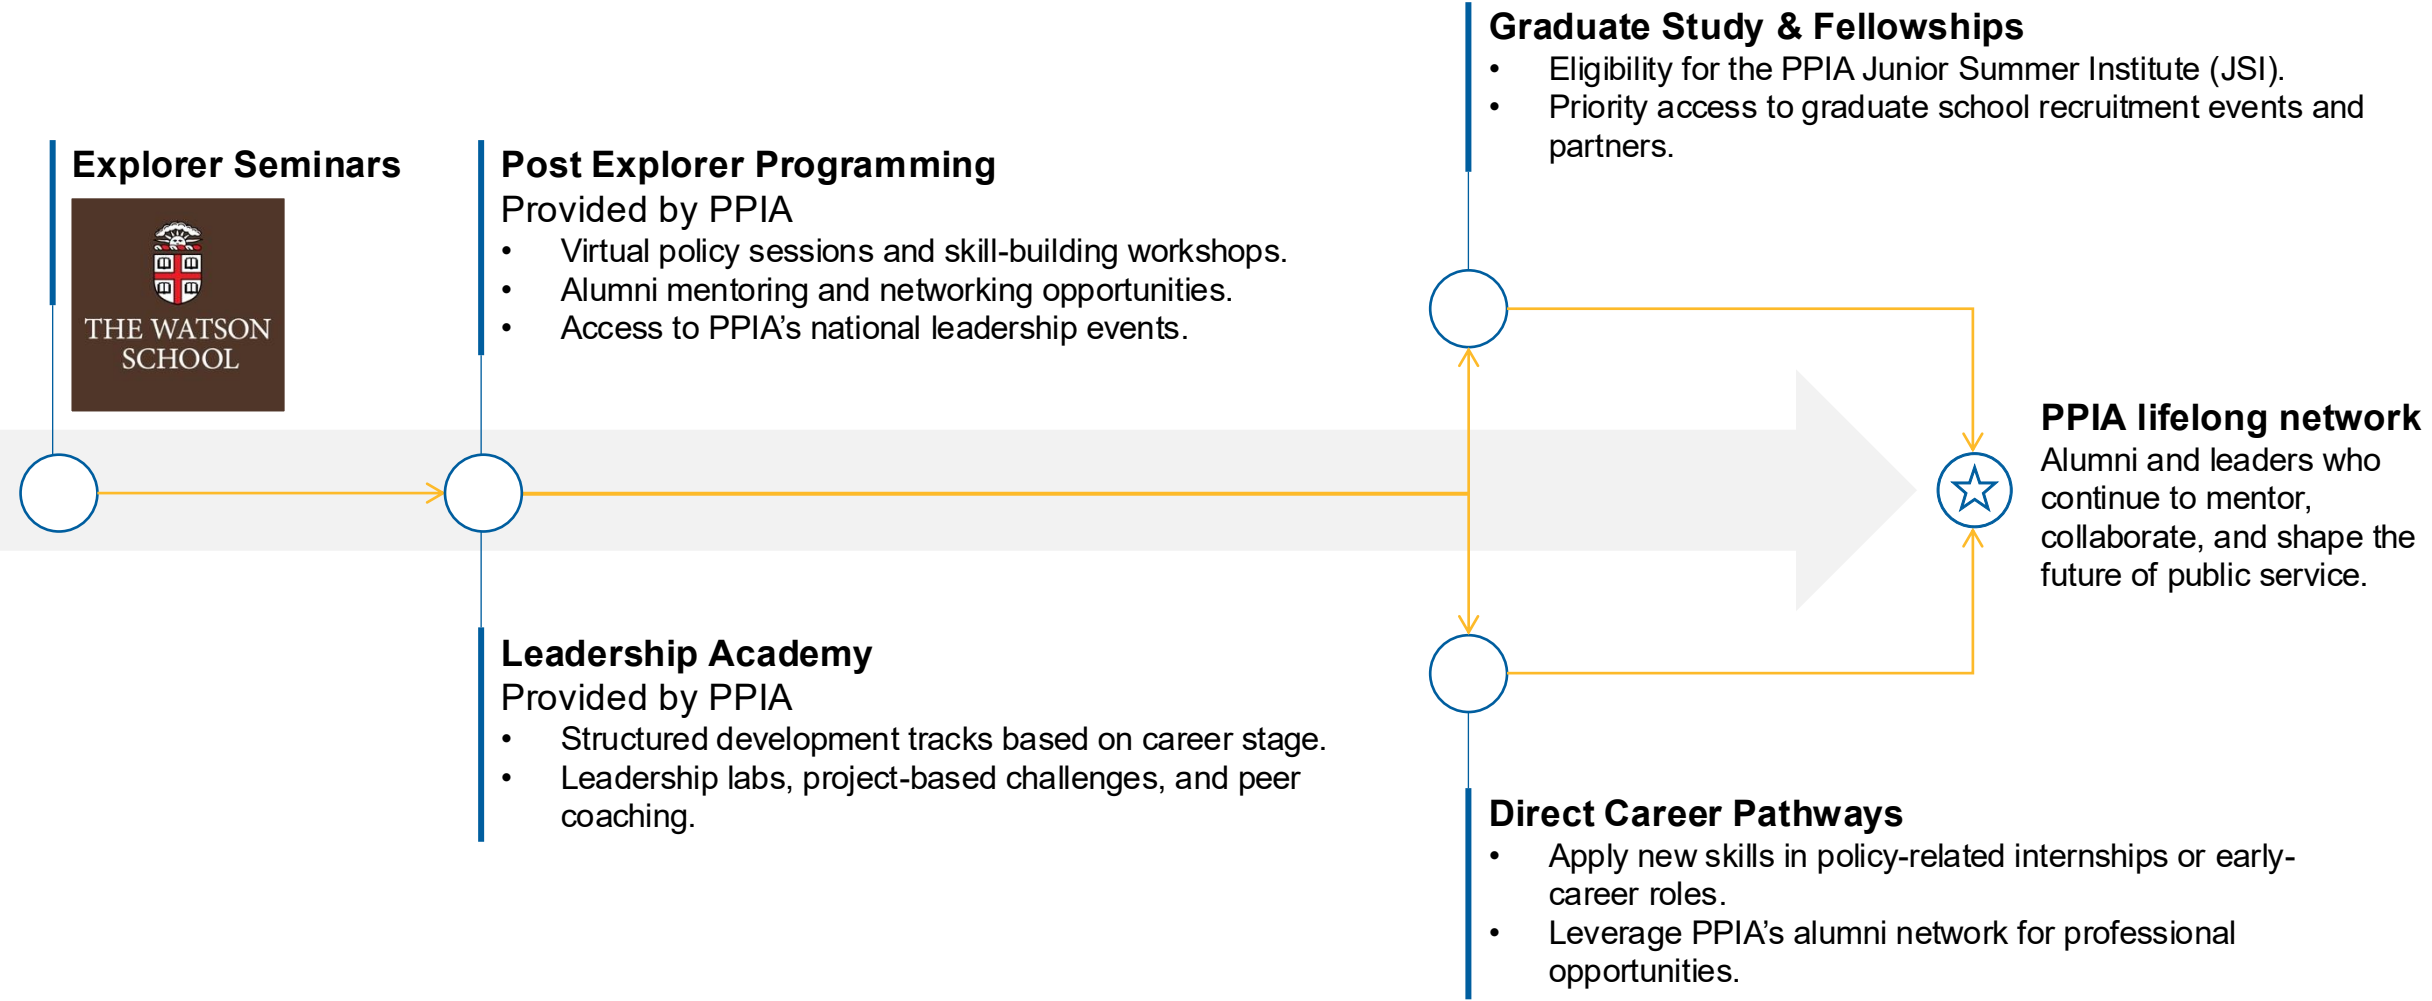 Explorer Seminars
THE WATSON
SCHOOL
Post Explorer Programming
Provided by PPIA
• Virtual policy sessions and skill-building workshops.
• Alumni mentoring and networking opportunities.
• Access to PPIA’s national leadership events.
Leadership Academy
Provided by PPIA
• Structured development tracks based on career stage.
• Leadership labs, project-based challenges, and peer
coaching.
Graduate Study & Fellowships
• Eligibility for the PPIA Junior Summer Institute (JSI).
• Priority access to graduate school recruitment events and
partners.
Direct Career Pathways
• Apply new skills in policy-related internships or early-
career roles.
• Leverage PPIA’s alumni network for professional
opportunities.
PPIA lifelong network
Alumni and leaders who
continue to mentor,
collaborate, and shape the
future of public service.